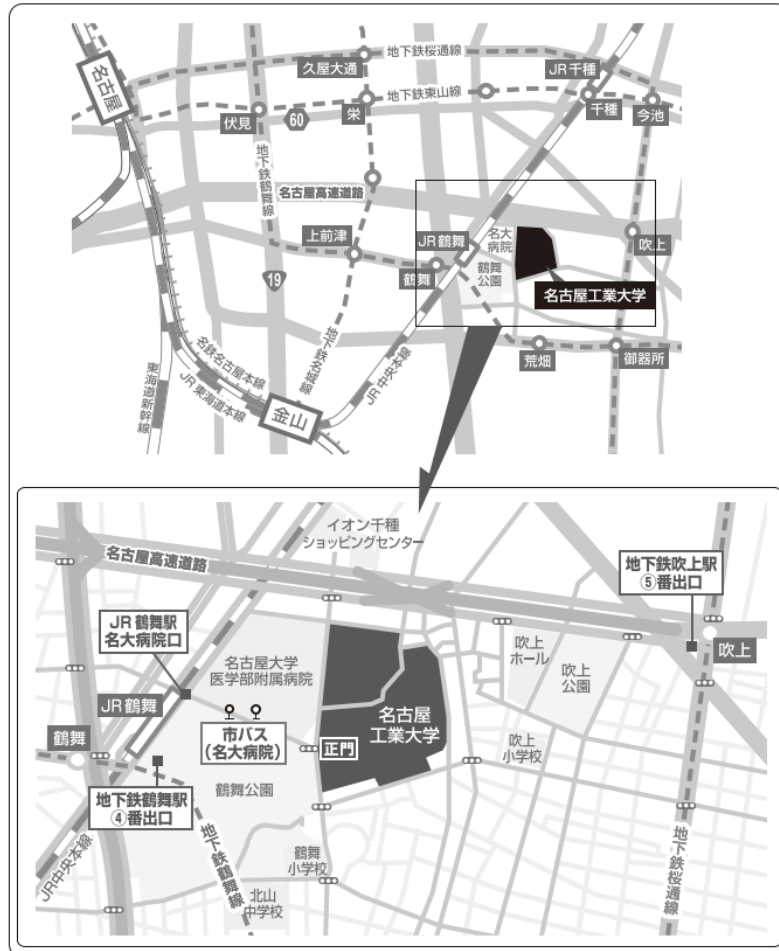 地下鉄桜通線
久屋大通
JR千種
名古屋
地下鉄東山線
伏見
60
栄
千種
今池
地下鉄鶴舞線
名古屋高速道路
上前津
JR鶴舞
名大
病院
吹上
鶴舞
鶴舞
公園
19
名古屋工業大学
地下鉄名城線
JR中央本線
荒畑
御器所
名鉄名古屋本線
JR東海道本線
東海道新幹線
金山
イオン千種
ショッピングセンター
名古屋高速道路
地下鉄吹上駅
⑤番出口
JR鶴舞駅
名大病院口
吹上
ホール
吹上
名古屋大学
医学部附属病院
吹上
公園
JR鶴舞
名古屋
工業大学
鶴舞
市バス
(名大病院)
正門
吹上
小学校
鶴舞公園
地下鉄鶴舞駅
④番出口
地下鉄鶴舞線
JR中央本線
鶴舞
小学校
地下鉄桜通線
北山
中学校